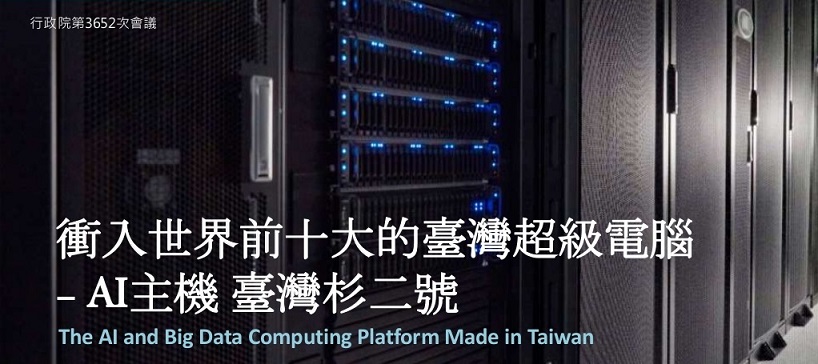 行政院第3652次會議
衝入世界前十大的臺灣超級電腦
– AI主機 臺灣杉二號
The AI and Big Data Computing Platform Made in Taiwan